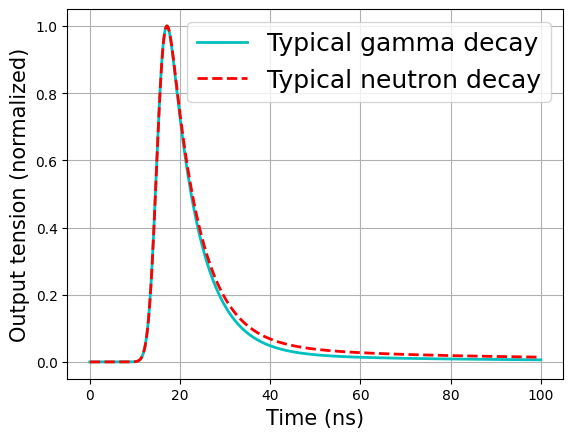 Typical gamma decay
Typical neutron decay
Output tension (normalized)
1.0
0.8
0.6
0.4
0.2
0.0
0 20 40 60 80 100
Time (ns)